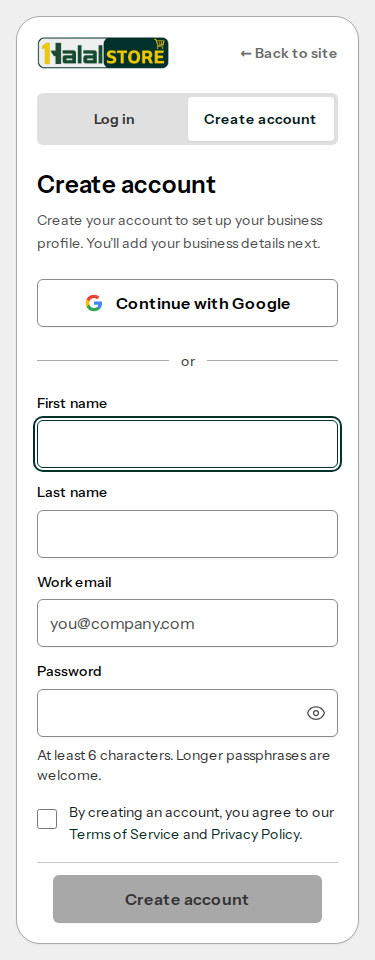 1Halal STORE
← Back to site
Log in
Create account
Create account
Create your account to set up your business
profile. You'll add your business details next.
Continue with Google
or
First name
Last name
Work email
you@company.com
Password
At least 6 characters. Longer passphrases are
welcome.
By creating an account, you agree to our
Terms of Service and Privacy Policy.
Create account